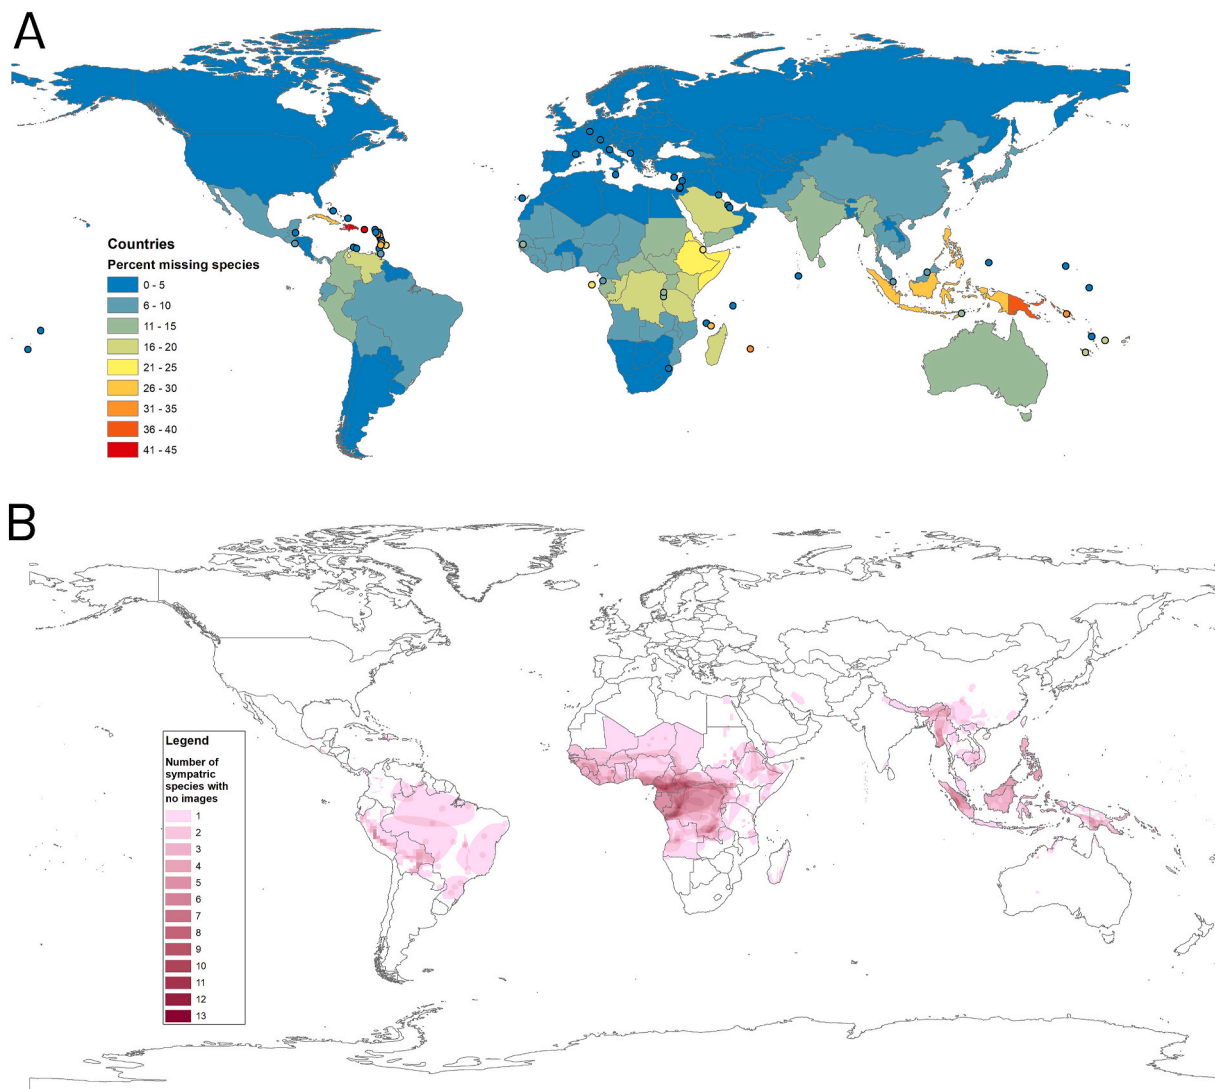 A
Countries
Percent missing species
0 - 5
6 - 10
11 - 15
16 - 20
21 - 25
26 - 30
31 - 35
36 - 40
41 - 45
B
Legend
Number of
sympatric
species with
no images
1
2
3
4
5
6
7
8
9
10
11
12
13